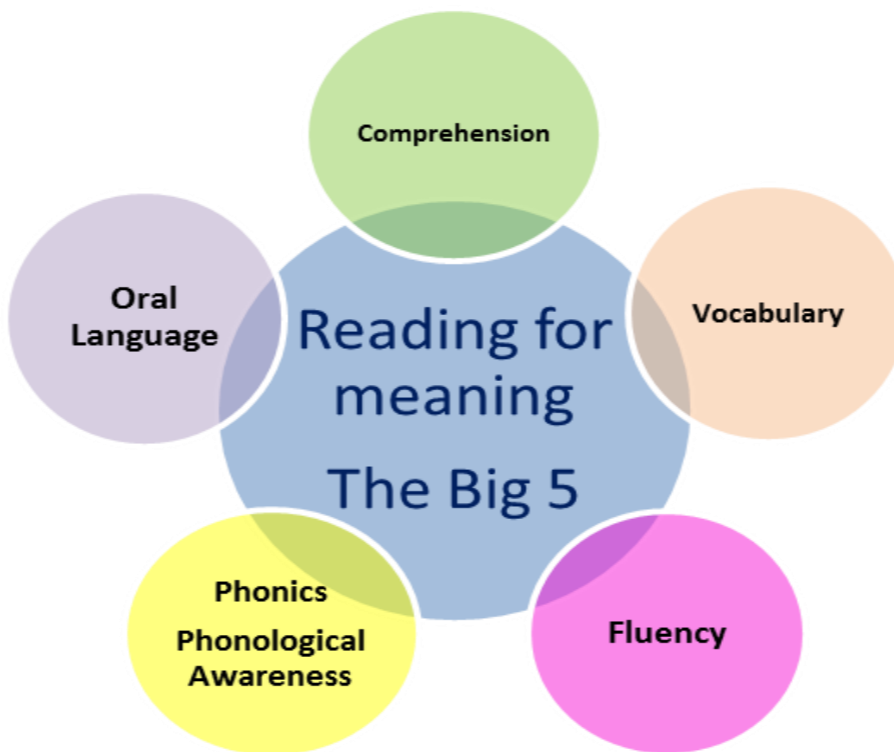 Comprehension
Oral
Language
Reading for
meaning
The Big 5
Vocabulary
Phonics
Phonological
Awareness
Fluency